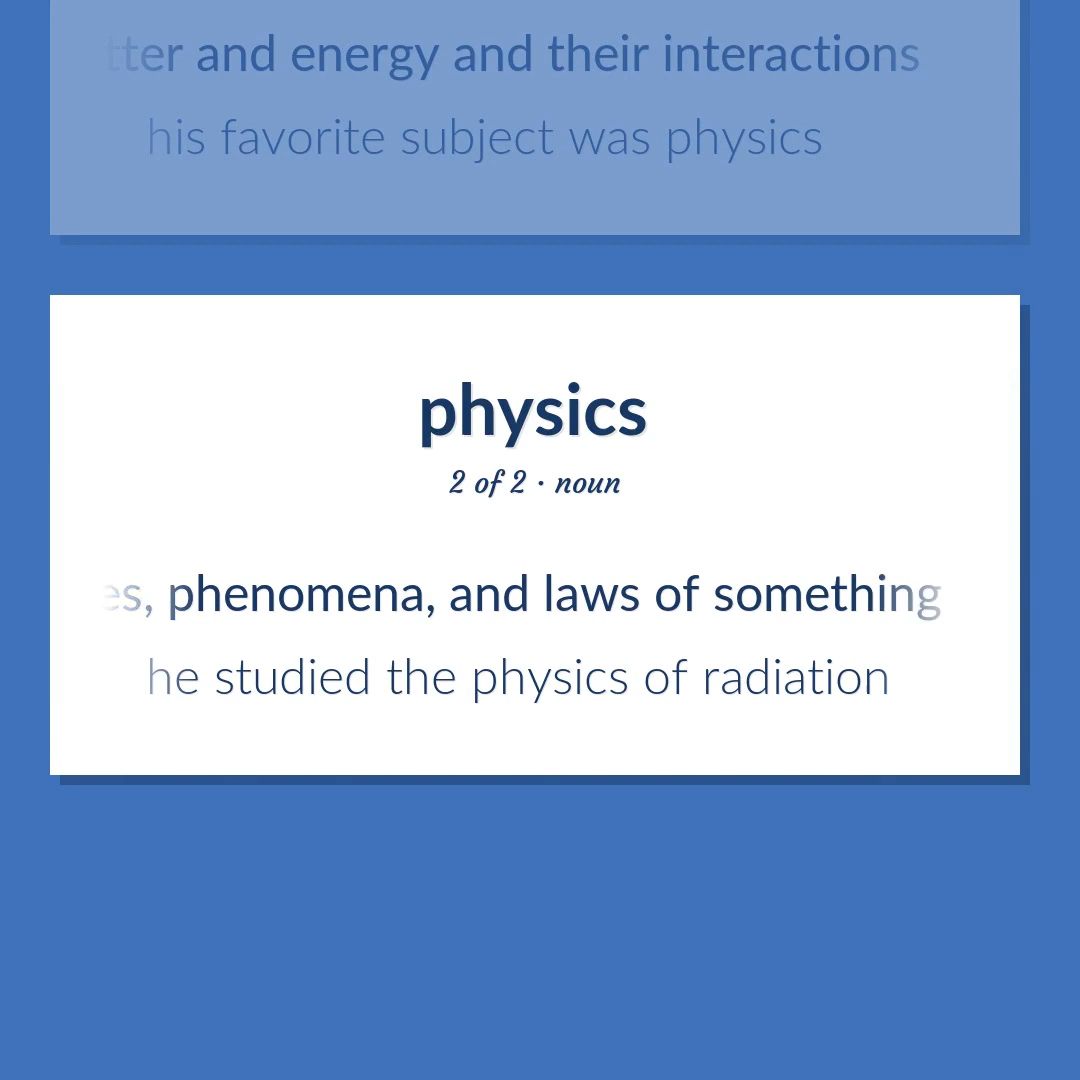 tter and energy and their interactions
his favorite subject was physics
physics
2 of 2 · noun
es, phenomena, and laws of something
he studied the physics of radiation